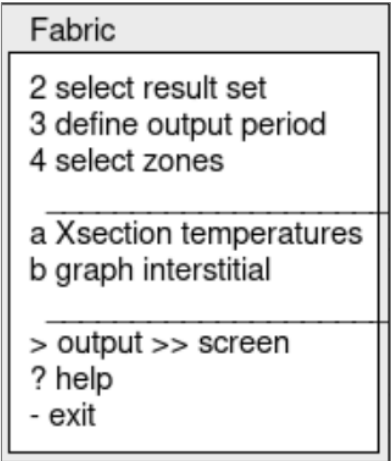 Fabric
2 select result set
3 define output period
4 select zones
a Xsection temperatures
b graph interstitial
> output >> screen
? help
- exit